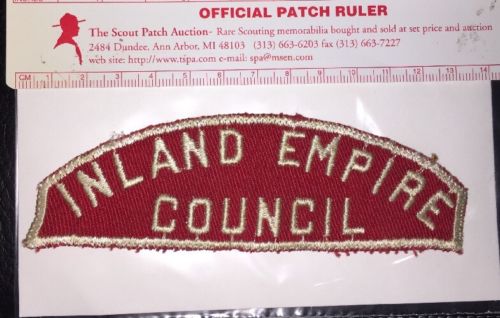 OFFICIAL PATCH RULER
The Scout Patch Auction- Rare Scouting memorabilia bought and sold at set price and auction
2484 Dundee, Ann Arbor, MI 48103 (313) 663-6203 fax (313) 663-7227
web site: http://www.tspa.com e-mail: spa@msen.com
CM 1 2 3 4 5 6 7 8 9 10 11 12 13 14
INLAND EMPIRE
COUNCIL